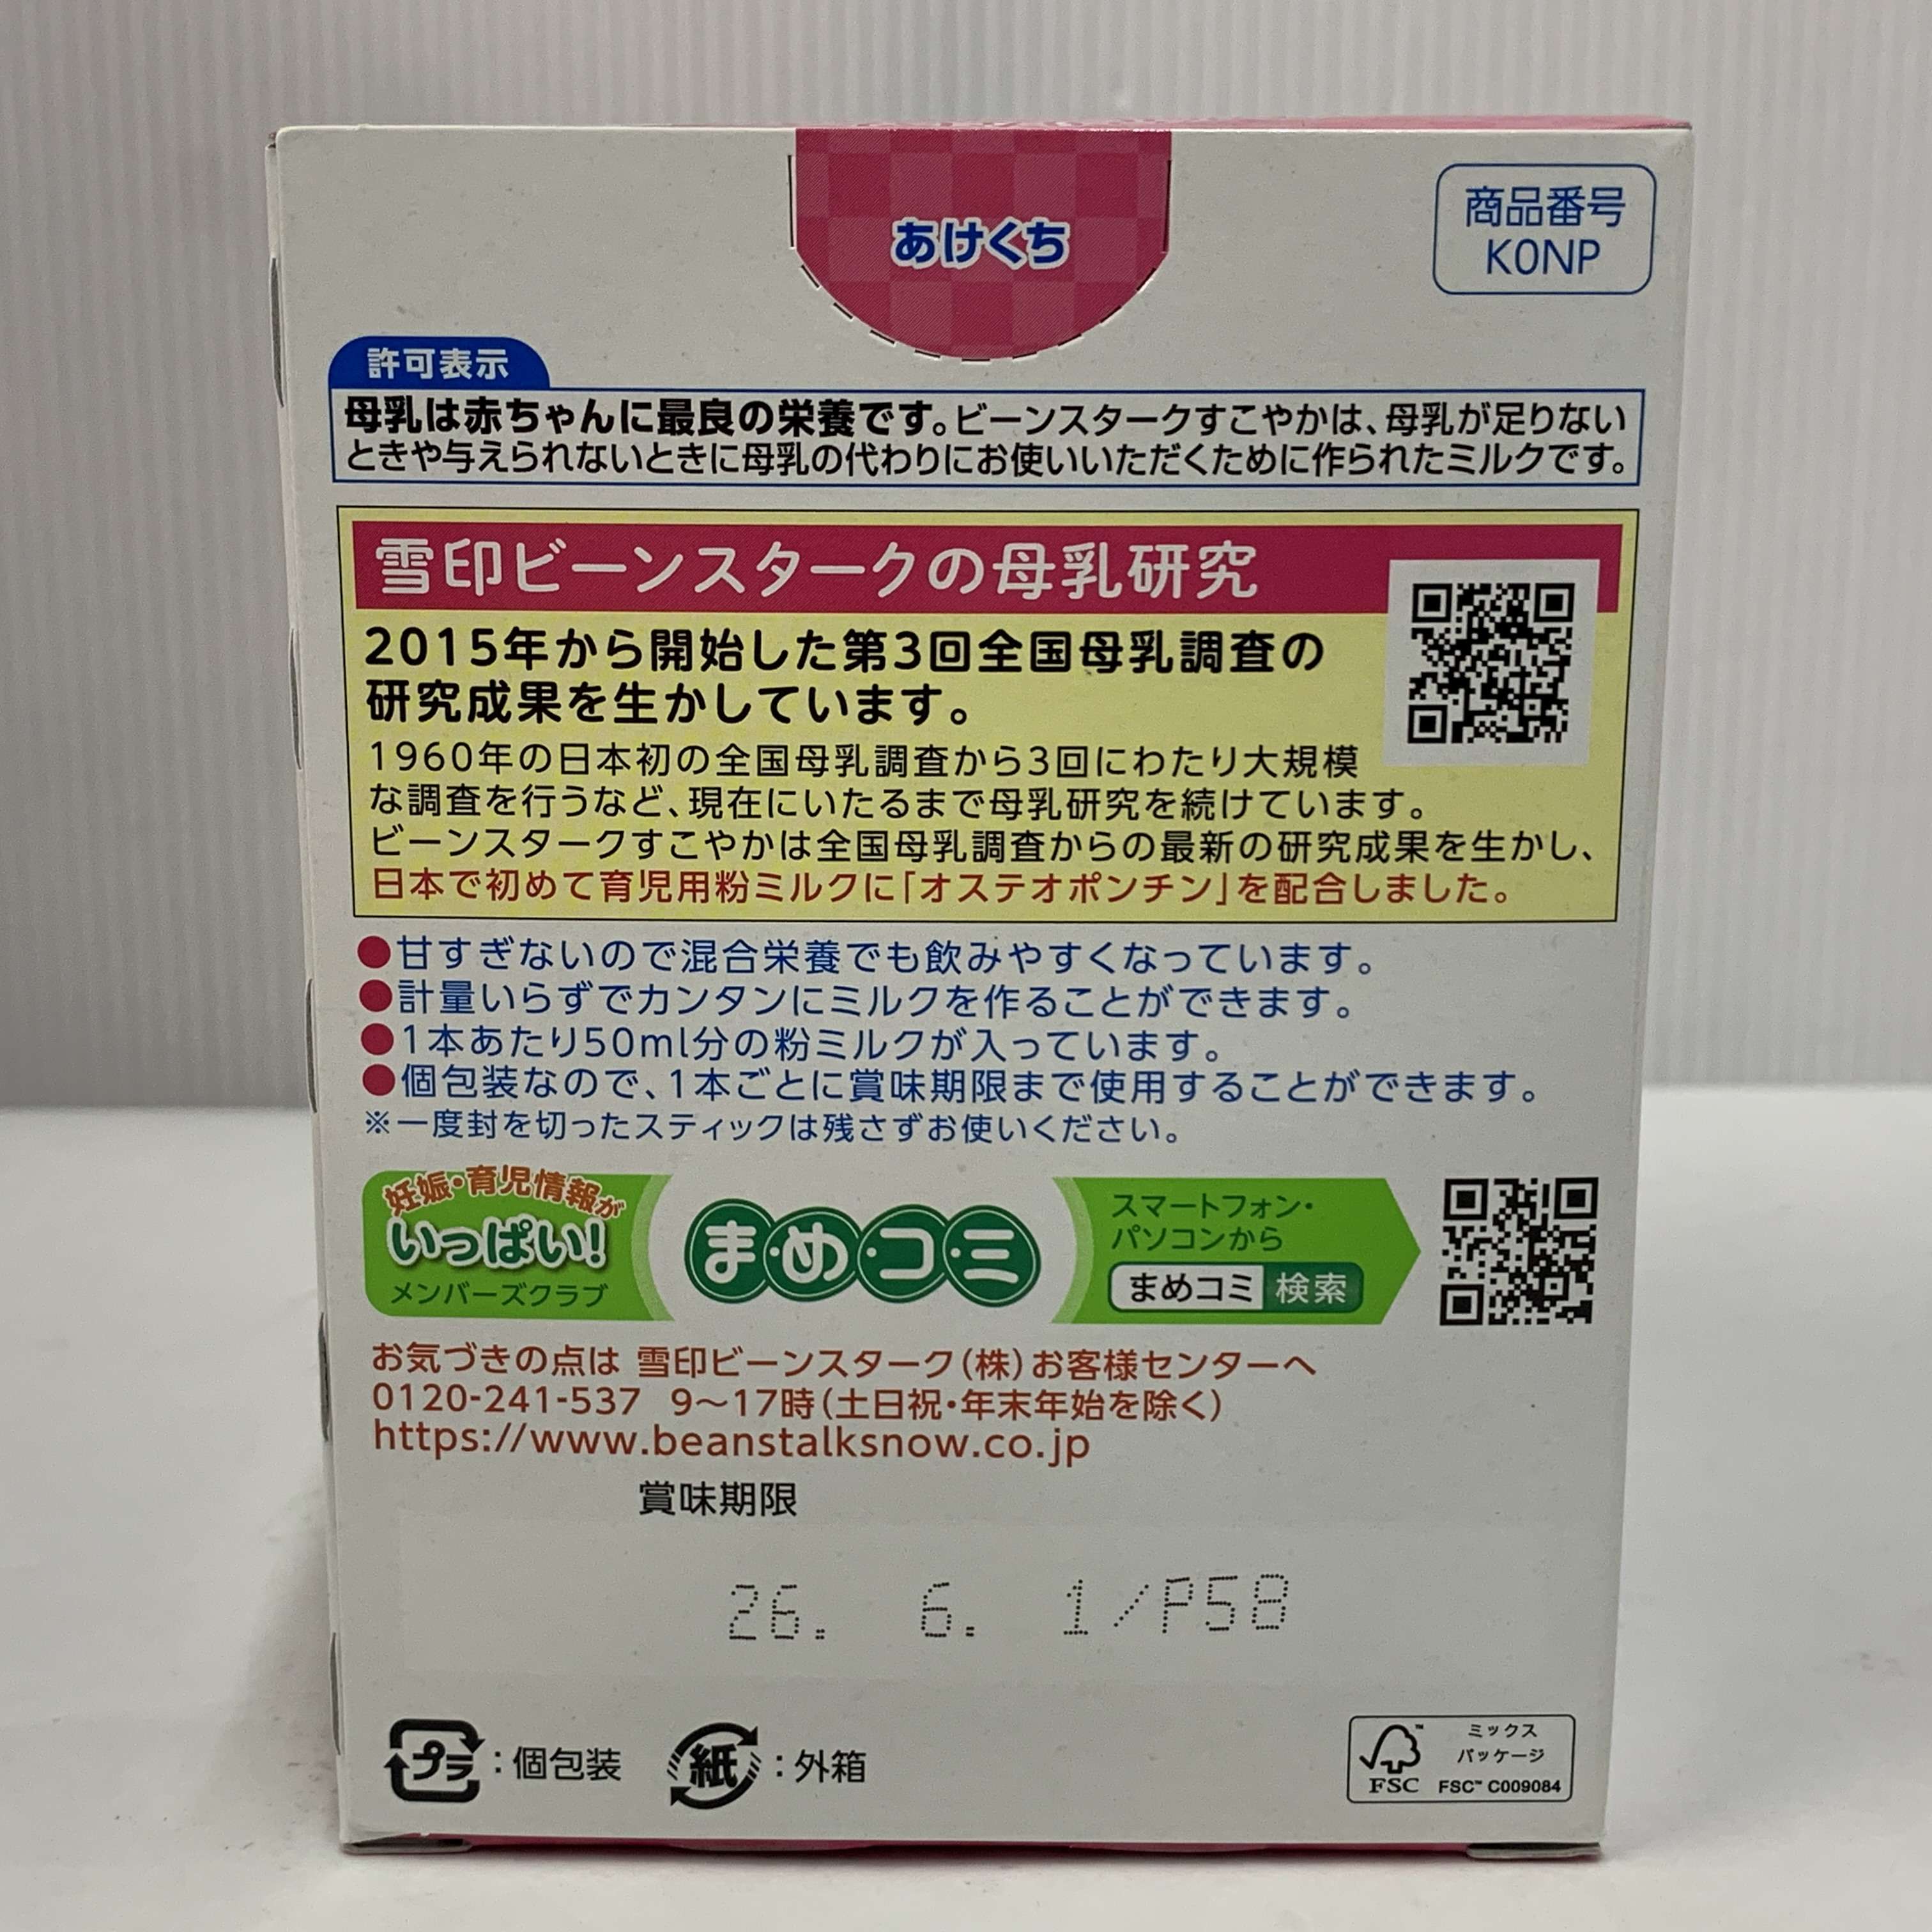 あけくち
商品番号
K0NP
許可表示
母乳は赤ちゃんに最良の栄養です。ビーンスタークすこやかは、母乳が足りない
ときや与えられないときに母乳の代わりにお使いいただくために作られたミルクです。
雪印ビーンスタークの母乳研究
2015年から開始した第3回全国母乳調査の
研究成果を生かしています。
1960年の日本初の全国母乳調査から3回にわたり大規模
な調査を行うなど、現在にいたるまで母乳研究を続けています。
ビーンスタークすこやかは全国母乳調査からの最新の研究成果を生かし、
日本で初めて育児用粉ミルクに「オステオポンチン」を配合しました。
●甘すぎないので混合栄養でも飲みやすくなっています。
●計量いらずでカンタンにミルクを作ることができます。
●1本あたり50ml分の粉ミルクが入っています。
●個包装なので、1本ごとに賞味期限まで使用することができます。
※一度封を切ったスティックは残さずお使いください。
妊娠・育児情報が
いっぱい!
メンバーズクラブ
ま・め・コ・ミ
スマートフォン・
パソコンから
まめコミ 検索
お気づきの点は 雪印ビーンスターク(株)お客様センターへ
0120-241-537 9〜17時(土日祝・年末年始を除く)
https://www.beanstalksnow.co.jp
賞味期限
26. 6. 1/P58
プラ:個包装 紙:外箱
FSC™
ミックス
パッケージ
FSC™ C009084